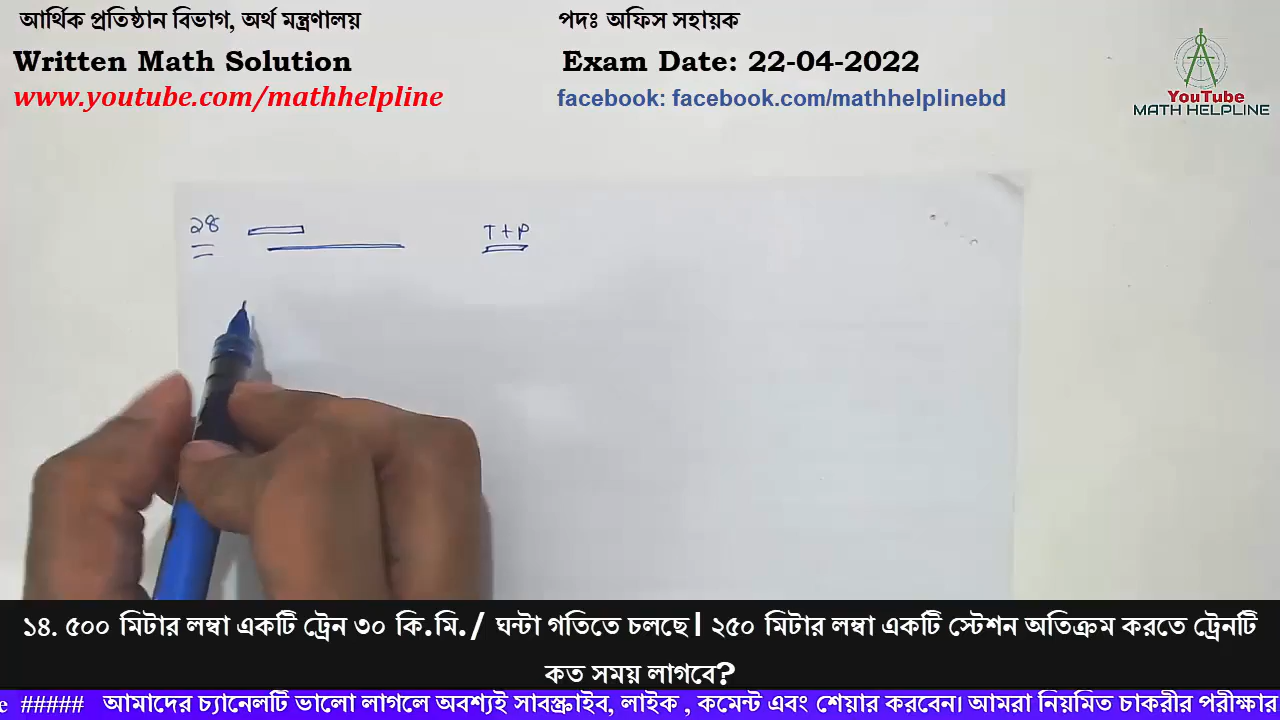 আর্থিক প্রতিষ্ঠান বিভাগ, অর্থ মন্ত্রণালয়
পদঃ অফিস সহায়ক
Written Math Solution
Exam Date: 22-04-2022
www.youtube.com/mathhelpline
facebook: facebook.com/mathhelplinebd
YouTube
MATH HELPLINE
১৪
T+P
১৪. ৫০০ মিটার লম্বা একটি ট্রেন ৩০ কি.মি./ ঘন্টা গতিতে চলছে। ২৫০ মিটার লম্বা একটি স্টেশন অতিক্রম করতে ট্রেনটি
কত সময় লাগবে?
##### আমাদের চ্যানেলটি ভালো লাগলে অবশ্যই সাবস্ক্রাইব, লাইক , কমেন্ট এবং শেয়ার করবেন। আমরা নিয়মিত চাকরীর পরীক্ষার